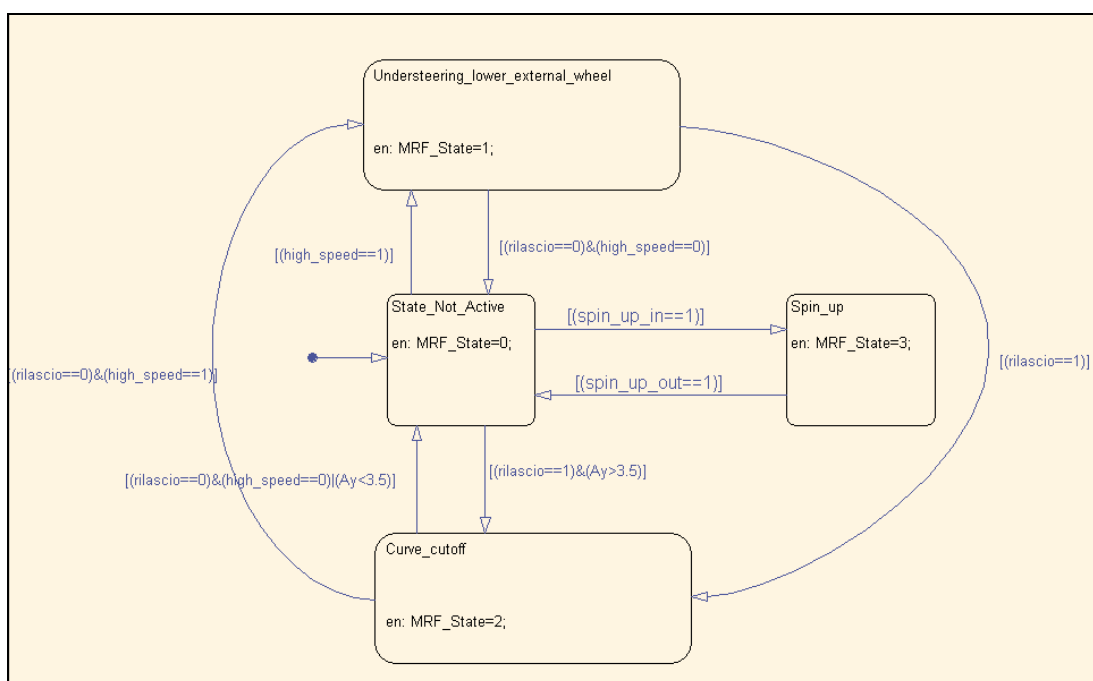 Understeering_lower_external_wheel
en: MRF_State=1;
[(high_speed==1)]
[(rilascio==0)&(high_speed==0)]
State_Not_Active
en: MRF_State=0;
[(spin_up_in==1)]
Spin_up
en: MRF_State=3;
[(rilascio==1)]
[(rilascio==0)&(high_speed==1)]
[(spin_up_out==1)]
[(rilascio==0)&(high_speed==0)|(Ay<3.5)]
[(rilascio==1)&(Ay>3.5)]
Curve_cutoff
en: MRF_State=2;